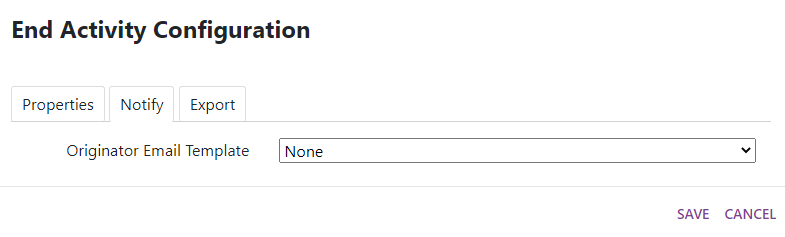 End Activity Configuration
Properties Notify Export
Originator Email Template None
SAVE CANCEL